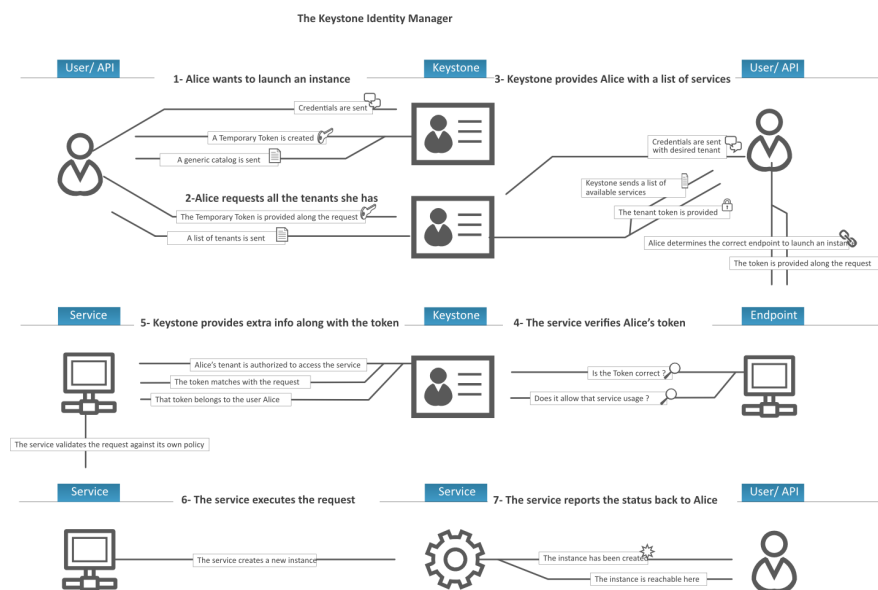 The Keystone Identity Manager
User/ API
Keystone
User/ API
1- Alice wants to launch an instance
3- Keystone provides Alice with a list of services
Credentials are sent
A Temporary Token is created
A generic catalog is sent
Credentials are sent
with desired tenant
2-Alice requests all the tenants she has
Keystone sends a list of
available services
The Temporary Token is provided along the request
The tenant token is provided
A list of tenants is sent
Alice determines the correct endpoint to launch an instanc
The token is provided along the request
Service
Keystone
Endpoint
5- Keystone provides extra info along with the token
4- The service verifies Alice's token
Alice's tenant is authorized to access the service
The token matches with the request
That token belongs to the user Alice
Is the Token correct ?
Does it allow that service usage ?
The service validates the request against its own policy
Service
Service
User/ API
6- The service executes the request
7- The service reports the status back to Alice
The service creates a new instance
The instance has been created
The instance is reachable here